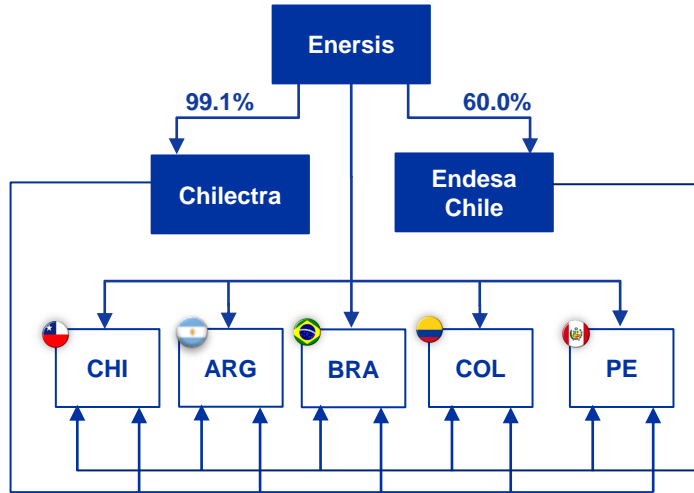 Enersis
99.1%
60.0%
Chilectra
Endesa
Chile
CHI
ARG
BRA
COL
PE